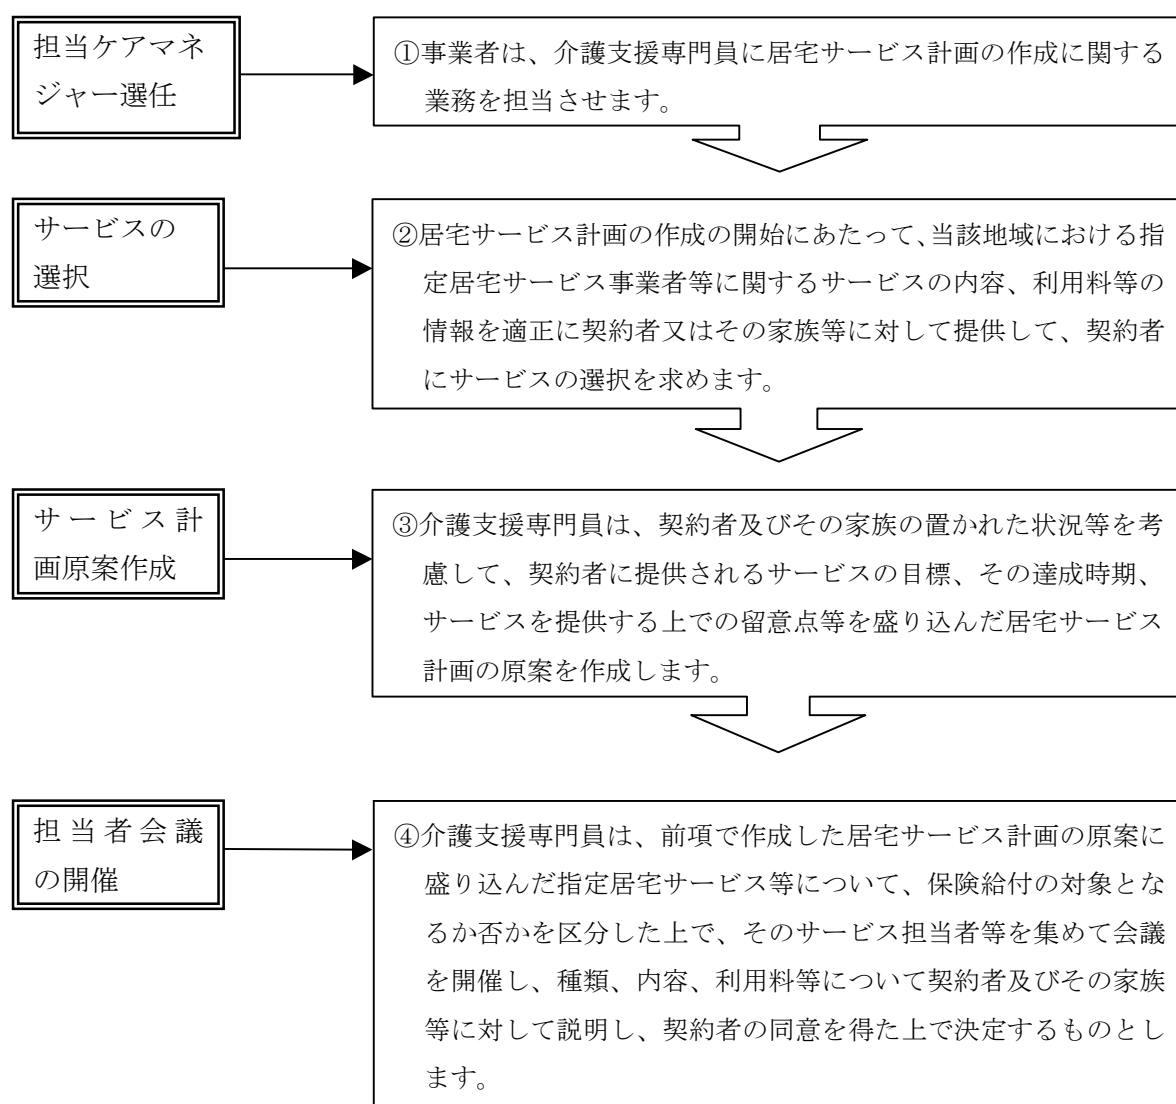 担当ケアマネ
ジャー選任
①事業者は、介護支援専門員に居宅サービス計画の作成に関する
業務を担当させます。
サービスの
選択
②居宅サービス計画の作成の開始にあたって、当該地域における指
定居宅サービス事業者等に関するサービスの内容、利用料等の
情報を適正に契約者又はその家族等に対して提供して、契約者
にサービスの選択を求めます。
サービス計
画原案作成
③介護支援専門員は、契約者及びその家族の置かれた状況等を考
慮して、契約者に提供されるサービスの目標、その達成時期、
サービスを提供する上での留意点等を盛り込んだ居宅サービス
計画の原案を作成します。
担当者会議
の開催
④介護支援専門員は、前項で作成した居宅サービス計画の原案に
盛り込んだ指定居宅サービス等について、保険給付の対象とな
るか否かを区分した上で、そのサービス担当者等を集めて会議
を開催し、種類、内容、利用料等について契約者及びその家族
等に対して説明し、契約者の同意を得た上で決定するものとし
ます。